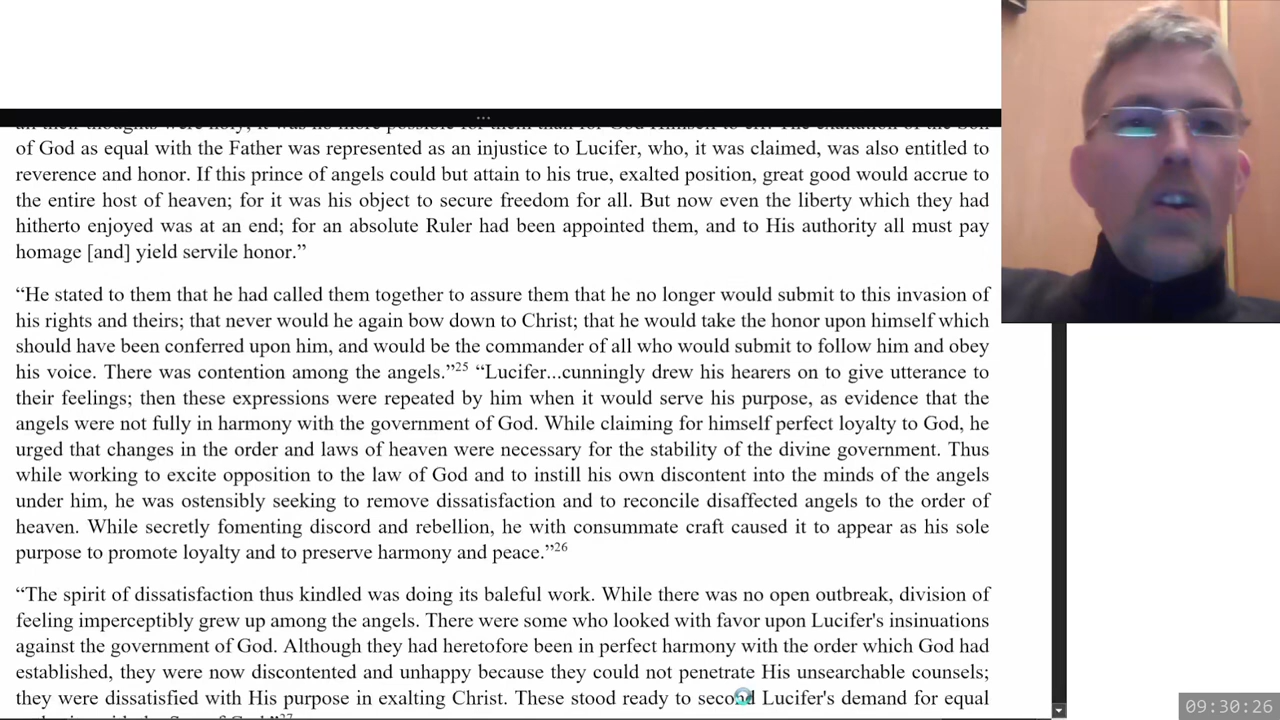 of God as equal with the Father was represented as an injustice to Lucifer, who, it was claimed, was also entitled to
reverence and honor. If this prince of angels could but attain to his true, exalted position, great good would accrue to
the entire host of heaven; for it was his object to secure freedom for all. But now even the liberty which they had
hitherto enjoyed was at an end; for an absolute Ruler had been appointed them, and to His authority all must pay
homage [and] yield servile honor.”
“He stated to them that he had called them together to assure them that he no longer would submit to this invasion of
his rights and theirs; that never would he again bow down to Christ; that he would take the honor upon himself which
should have been conferred upon him, and would be the commander of all who would submit to follow him and obey
his voice. There was contention among the angels.”25 “Lucifer...cunningly drew his hearers on to give utterance to
their feelings; then these expressions were repeated by him when it would serve his purpose, as evidence that the
angels were not fully in harmony with the government of God. While claiming for himself perfect loyalty to God, he
urged that changes in the order and laws of heaven were necessary for the stability of the divine government. Thus
while working to excite opposition to the law of God and to instill his own discontent into the minds of the angels
under him, he was ostensibly seeking to remove dissatisfaction and to reconcile disaffected angels to the order of
heaven. While secretly fomenting discord and rebellion, he with consummate craft caused it to appear as his sole
purpose to promote loyalty and to preserve harmony and peace.”26
“The spirit of dissatisfaction thus kindled was doing its baleful work. While there was no open outbreak, division of
feeling imperceptibly grew up among the angels. There were some who looked with favor upon Lucifer's insinuations
against the government of God. Although they had heretofore been in perfect harmony with the order which God had
established, they were now discontented and unhappy because they could not penetrate His unsearchable counsels;
they were dissatisfied with His purpose in exalting Christ. These stood ready to second Lucifer's demand for equal
09:30:26